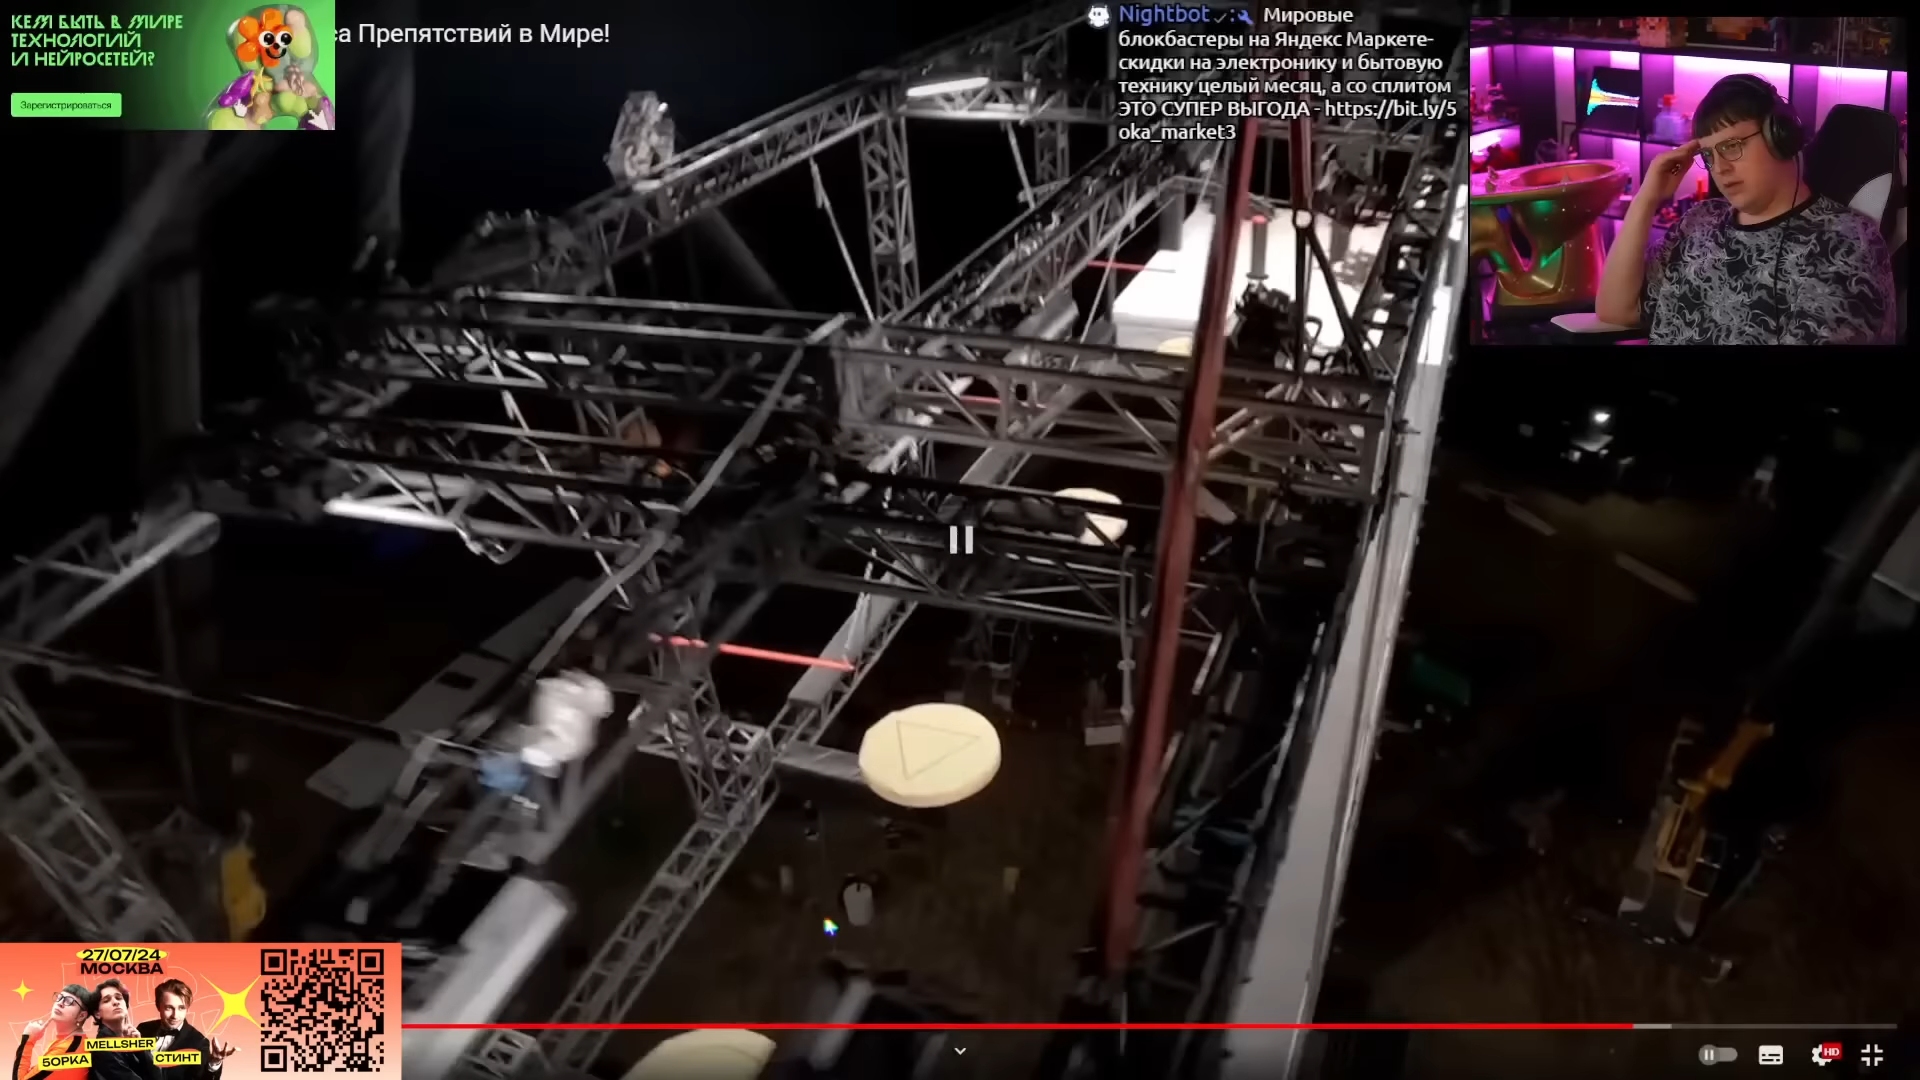 КЕМ БЫТЬ В МИРЕ
ТЕХНОЛОГИЙ
И НЕЙРОСЕТЕЙ?
Зарегистрироваться
са Препятствий в Мире!
Nightbot : Мировые
блокбастеры на Яндекс Маркете-
скидки на электронику и бытовую
технику целый месяц, а со сплитом
ЭТО СУПЕР ВЫГОДА - https://bit.ly/5
oka_market3
27/07/24
МОСКВА
5ОРКА
MELLSHER
СТИНТ
HD